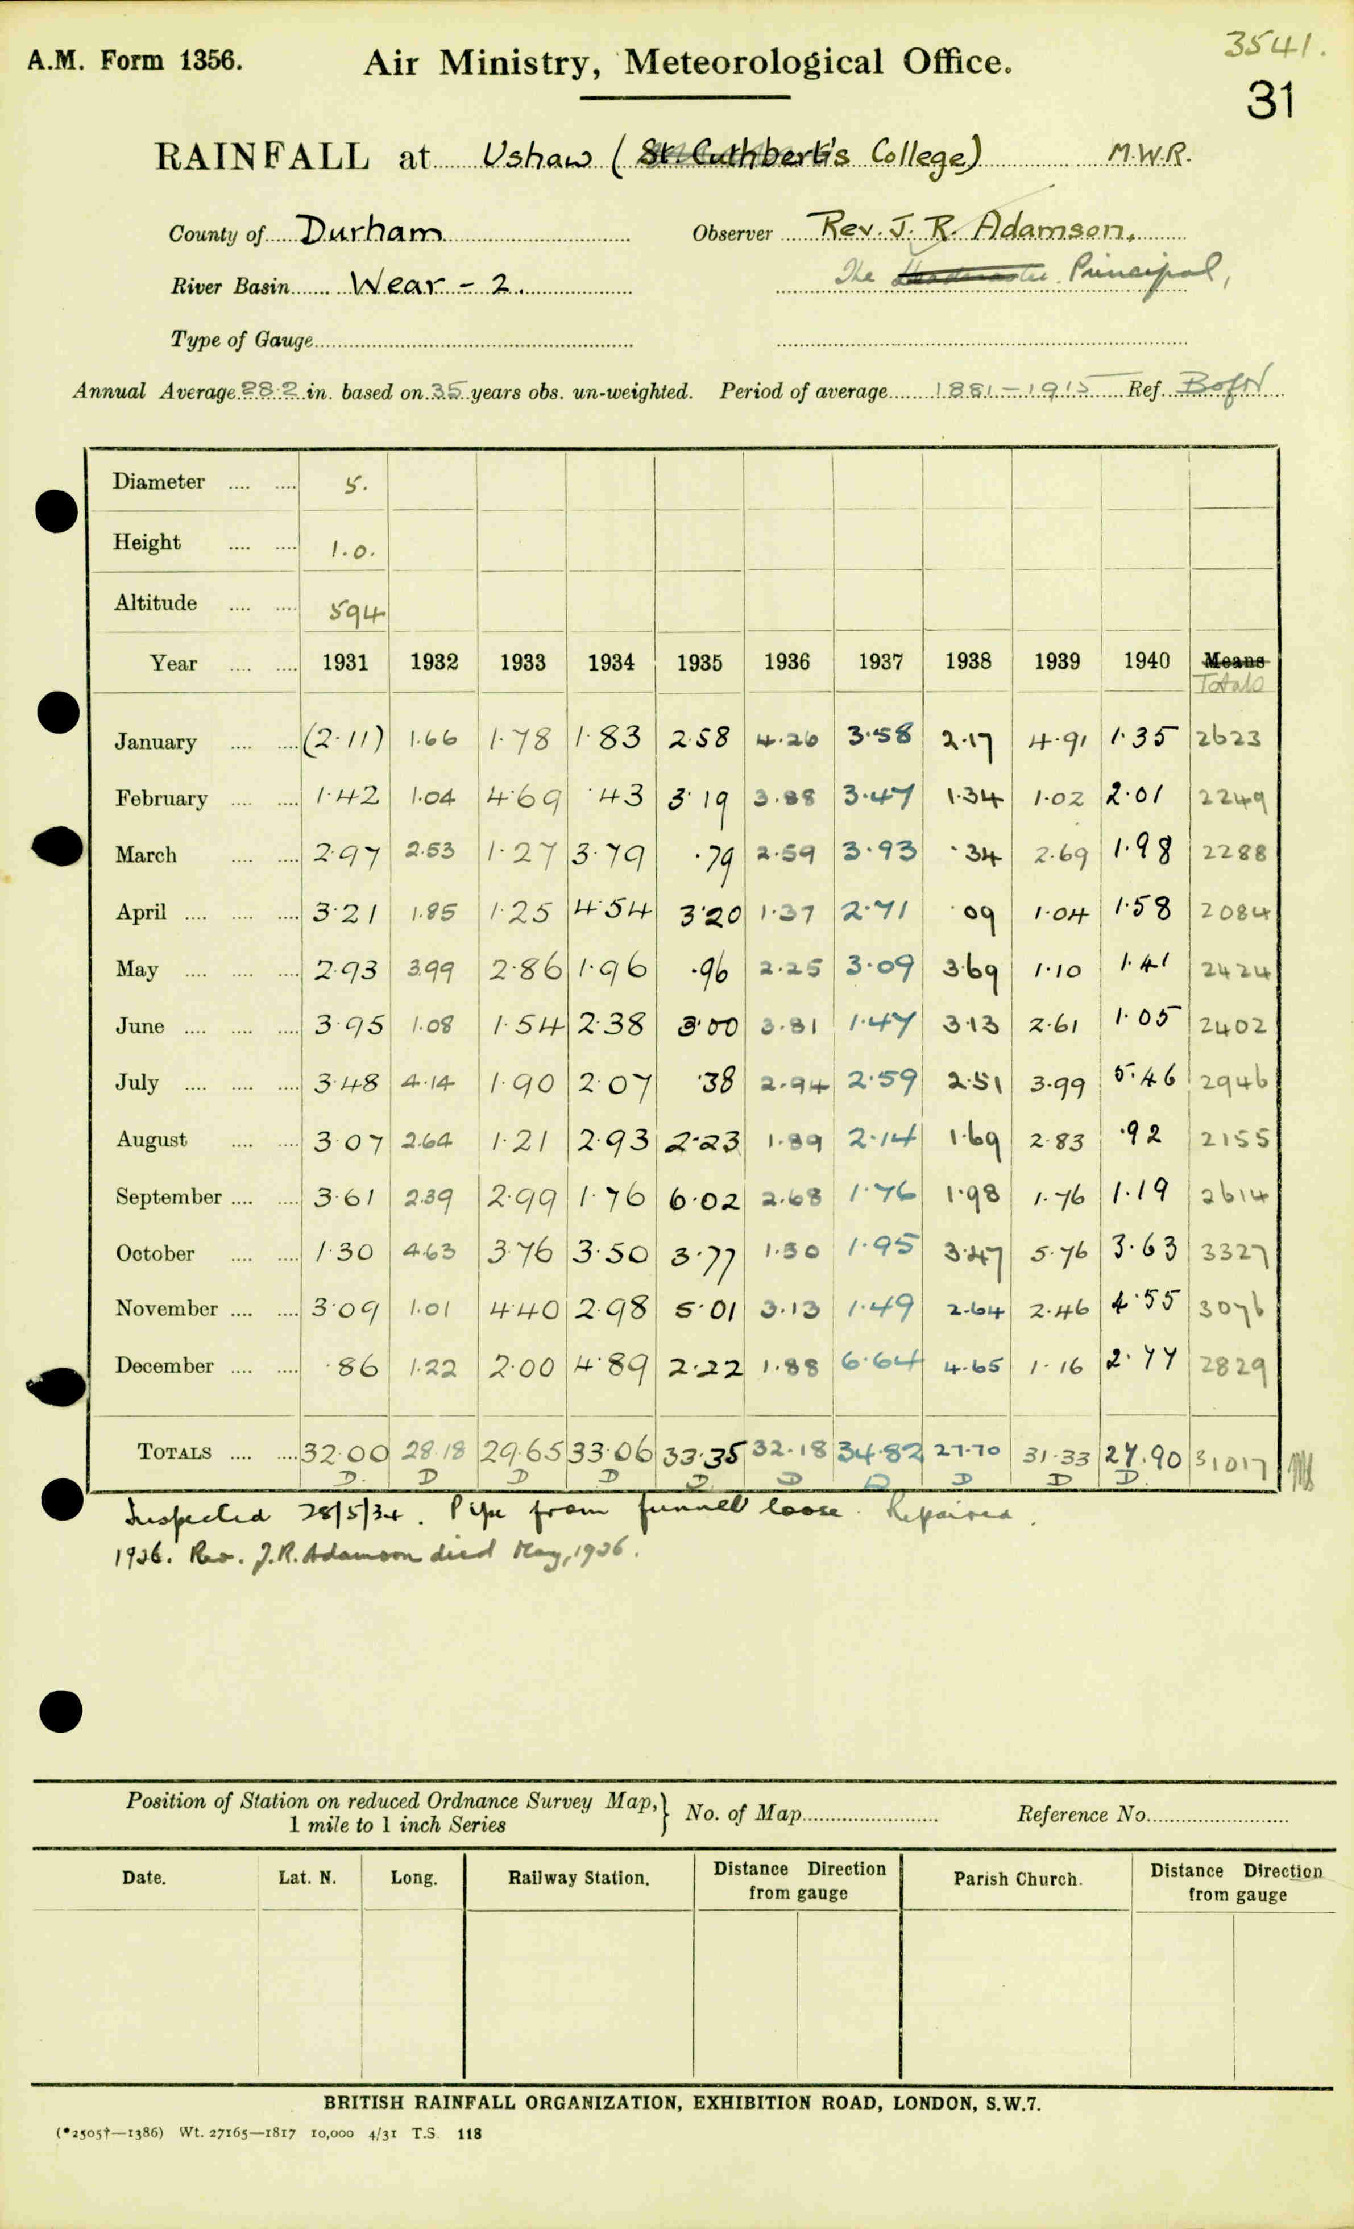 3541.
A.M. Form 1356. Air Ministry, Meteorological Office.
31
RAINFALL at Ushaw (St. Cuthbert's College) M.W.R.
County of Durham Observer Rev. J. R. Adamson.
River Basin Wear - 2. The Principal,
Type of Gauge
Annual Average 28.2 in. based on 35 years obs. un-weighted. Period of average 1881-1915 Ref.
Diameter 5.
Height 1.0.
Altitude 594
Year 1931 1932 1933 1934 1935 1936 1937 1938 1939 1940 Means
Totals
January (2.11) 1.66 1.78 1.83 2.58 4.26 3.58 2.17 4.91 1.35 2623
February 1.42 1.04 4.69 .43 3.19 3.88 3.47 1.34 1.02 2.01 2249
March 2.97 2.53 1.27 3.79 .79 2.59 3.93 .34 2.69 1.98 2288
April 3.21 1.85 1.25 4.54 3.20 1.37 2.71 .09 1.04 1.58 2084
May 2.93 3.99 2.86 1.96 .96 2.25 3.09 3.69 1.10 1.41 2424
June 3.95 1.08 1.54 2.38 3.00 3.81 1.47 3.13 2.61 1.05 2402
July 3.48 4.14 1.90 2.07 .38 2.94 2.59 2.51 3.99 5.46 2946
August 3.07 2.64 1.21 2.93 2.23 1.89 2.14 1.69 2.83 .92 2155
September 3.61 2.39 2.99 1.76 6.02 2.68 1.76 1.98 1.76 1.19 2614
October 1.30 4.63 3.76 3.50 3.77 1.50 1.95 3.47 5.76 3.63 3327
November 3.09 1.01 4.40 2.98 5.01 3.13 1.49 2.64 2.46 4.55 3076
December .86 1.22 2.00 4.89 2.22 1.88 6.64 4.65 1.16 2.77 2829
TOTALS 32.00 28.18 29.65 33.06 33.35 32.18 34.82 27.70 31.33 27.90 31017
D. D D D D D D D D D.
Inspected 28/5/34. Pipe from funnel loose. Repaired.
1936. Rev. J.R. Adamson died May, 1936.
Position of Station on reduced Ordnance Survey Map, } No. of Map Reference No.
1 mile to 1 inch Series
Date. Lat. N. Long. Railway Station. Distance Direction from gauge Parish Church. Distance Direction from gauge
BRITISH RAINFALL ORGANIZATION, EXHIBITION ROAD, LONDON, S.W.7.
(*2505†—1386) Wt. 27165—1817 10,000 4/31 T.S. 118